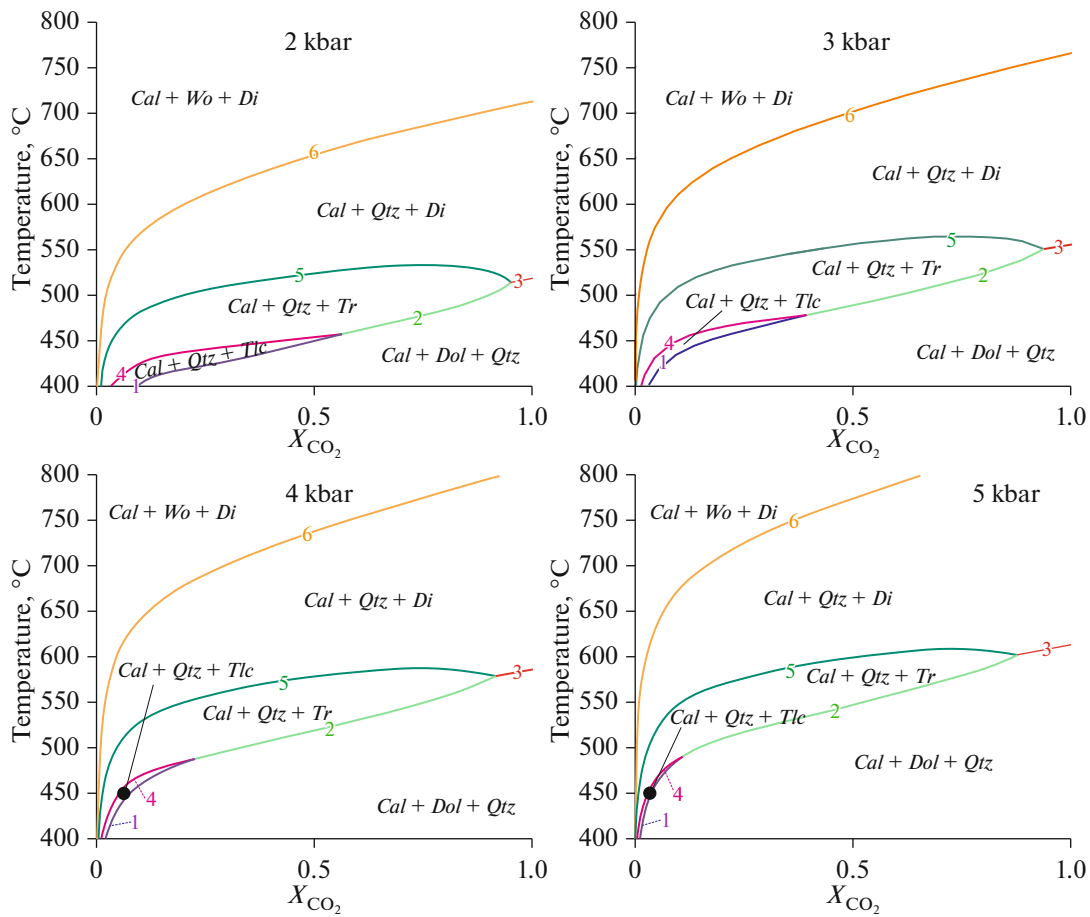 2 kbar
Temperature, °C
800
750
700
650
600
550
500
450
400
Cal + Wo + Di
6
Cal + Qtz + Di
5
3
Cal + Qtz + Tr
2
Cal + Qtz + Tlc
4
1
Cal + Dol + Qtz
0
0.5
1.0
X_CO₂
3 kbar
Temperature, °C
800
750
700
650
600
550
500
450
400
Cal + Wo + Di
6
Cal + Qtz + Di
5
3
Cal + Qtz + Tr
2
Cal + Qtz + Tlc
4
1
Cal + Dol + Qtz
0
0.5
1.0
X_CO₂
4 kbar
Temperature, °C
800
750
700
650
600
550
500
450
400
Cal + Wo + Di
6
Cal + Qtz + Di
Cal + Qtz + Tlc
5
3
Cal + Qtz + Tr
2
4
1
Cal + Dol + Qtz
0
0.5
1.0
X_CO₂
5 kbar
Temperature, °C
800
750
700
650
600
550
500
450
400
Cal + Wo + Di
6
Cal + Qtz + Di
5
3
Cal + Qtz + Tr
2
Cal + Qtz + Tlc
4
1
Cal + Dol + Qtz
0
0.5
1.0
X_CO₂